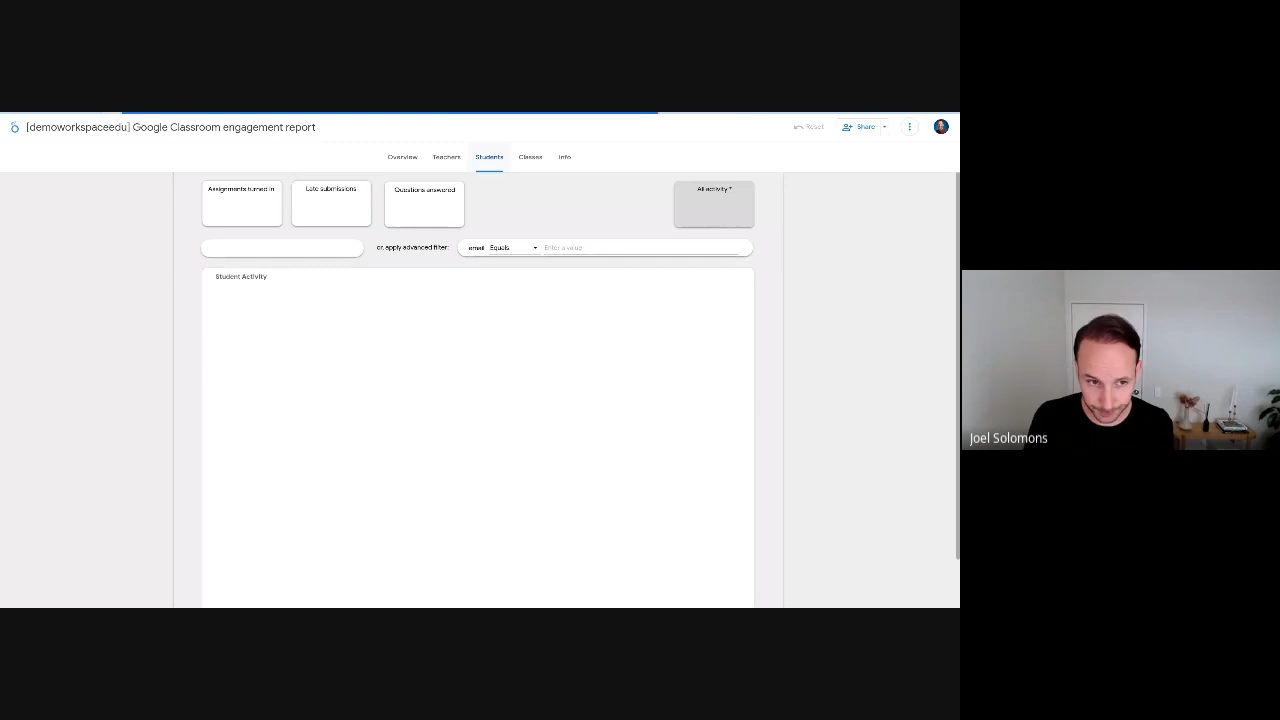 [demoworkspaceedu] Google Classroom engagement report
Reset
Share
Overview
Teachers
Students
Classes
Info
Assignments turned in
Late submissions
Questions answered
All activity *
or, apply advanced filter:
email
Equals
Enter a value
Student Activity
Joel Solomons